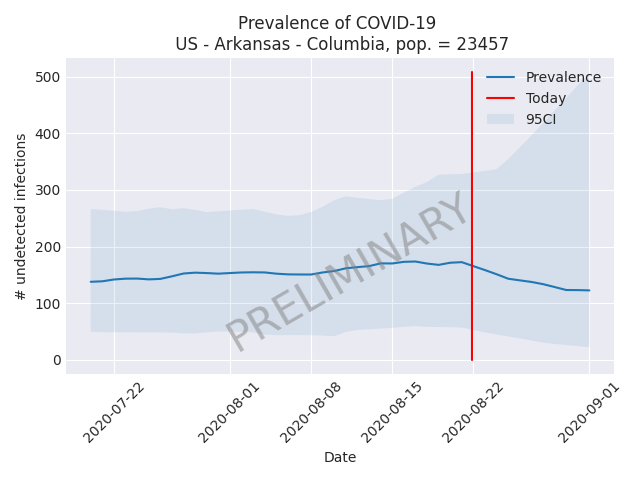 Prevalence of COVID-19
US - Arkansas - Columbia, pop. = 23457
# undetected infections
500
400
300
200
100
0
Prevalence
Today
95CI
PRELIMINARY
2020-07-22
2020-08-01
2020-08-08
2020-08-15
2020-08-22
2020-09-01
Date